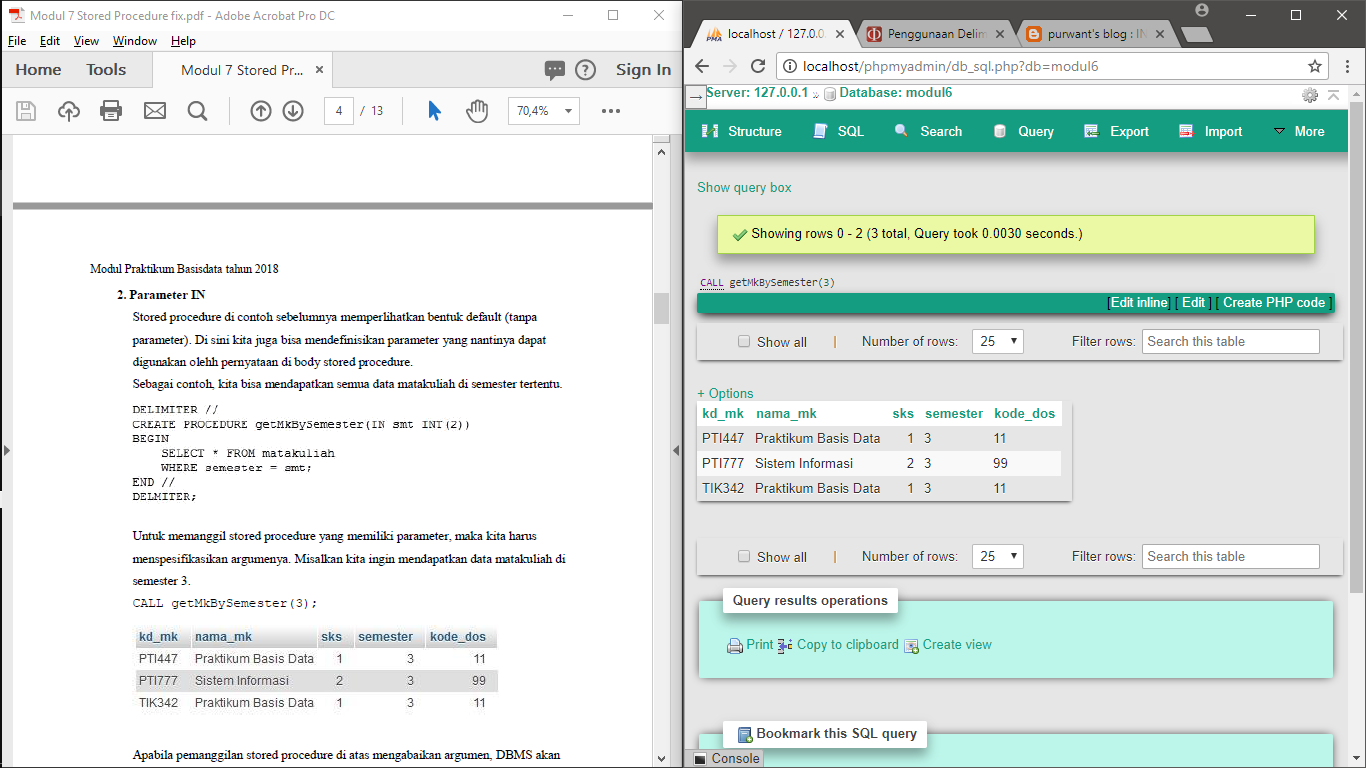 Modul 7 Stored Procedure fix.pdf - Adobe Acrobat Pro DC
File Edit View Window Help
Home Tools Modul 7 Stored Pr... × Sign In
4 / 13 70,4%
Modul Praktikum Basisdata tahun 2018
2. Parameter IN
Stored procedure di contoh sebelumnya memperlihatkan bentuk default (tanpa
parameter). Di sini kita juga bisa mendefinisikan parameter yang nantinya dapat
digunakan olehh pernyataan di body stored procedure.
Sebagai contoh, kita bisa mendapatkan semua data matakuliah di semester tertentu.
DELIMITER //
CREATE PROCEDURE getMkBySemester(IN smt INT(2))
BEGIN
SELECT * FROM matakuliah
WHERE semester = smt;
END //
DELMITER;
Untuk memanggil stored procedure yang memiliki parameter, maka kita harus
menspesifikasikan argumenya. Misalkan kita ingin mendapatkan data matakuliah di
semester 3.
CALL getMkBySemester(3);
kd_mk nama_mk sks semester kode_dos
PTI447 Praktikum Basis Data 1 3 11
PTI777 Sistem Informasi 2 3 99
TIK342 Praktikum Basis Data 1 3 11
Apabila pemanggilan stored procedure di atas mengabaikan argumen, DBMS akan
localhost / 127.0.0. Penggunaan Delim purwant's blog : IN
localhost/phpmyadmin/db_sql.php?db=modul6
Server: 127.0.0.1 » Database: modul6
Structure SQL Search Query Export Import More
Show query box
Showing rows 0 - 2 (3 total, Query took 0.0030 seconds.)
CALL getMkBySemester(3)
[Edit inline] [ Edit ] [ Create PHP code ]
Show all | Number of rows: 25 Filter rows: Search this table
+ Options
kd_mk nama_mk sks semester kode_dos
PTI447 Praktikum Basis Data 1 3 11
PTI777 Sistem Informasi 2 3 99
TIK342 Praktikum Basis Data 1 3 11
Show all | Number of rows: 25 Filter rows: Search this table
Query results operations
Print Copy to clipboard Create view
Bookmark this SQL query
Console